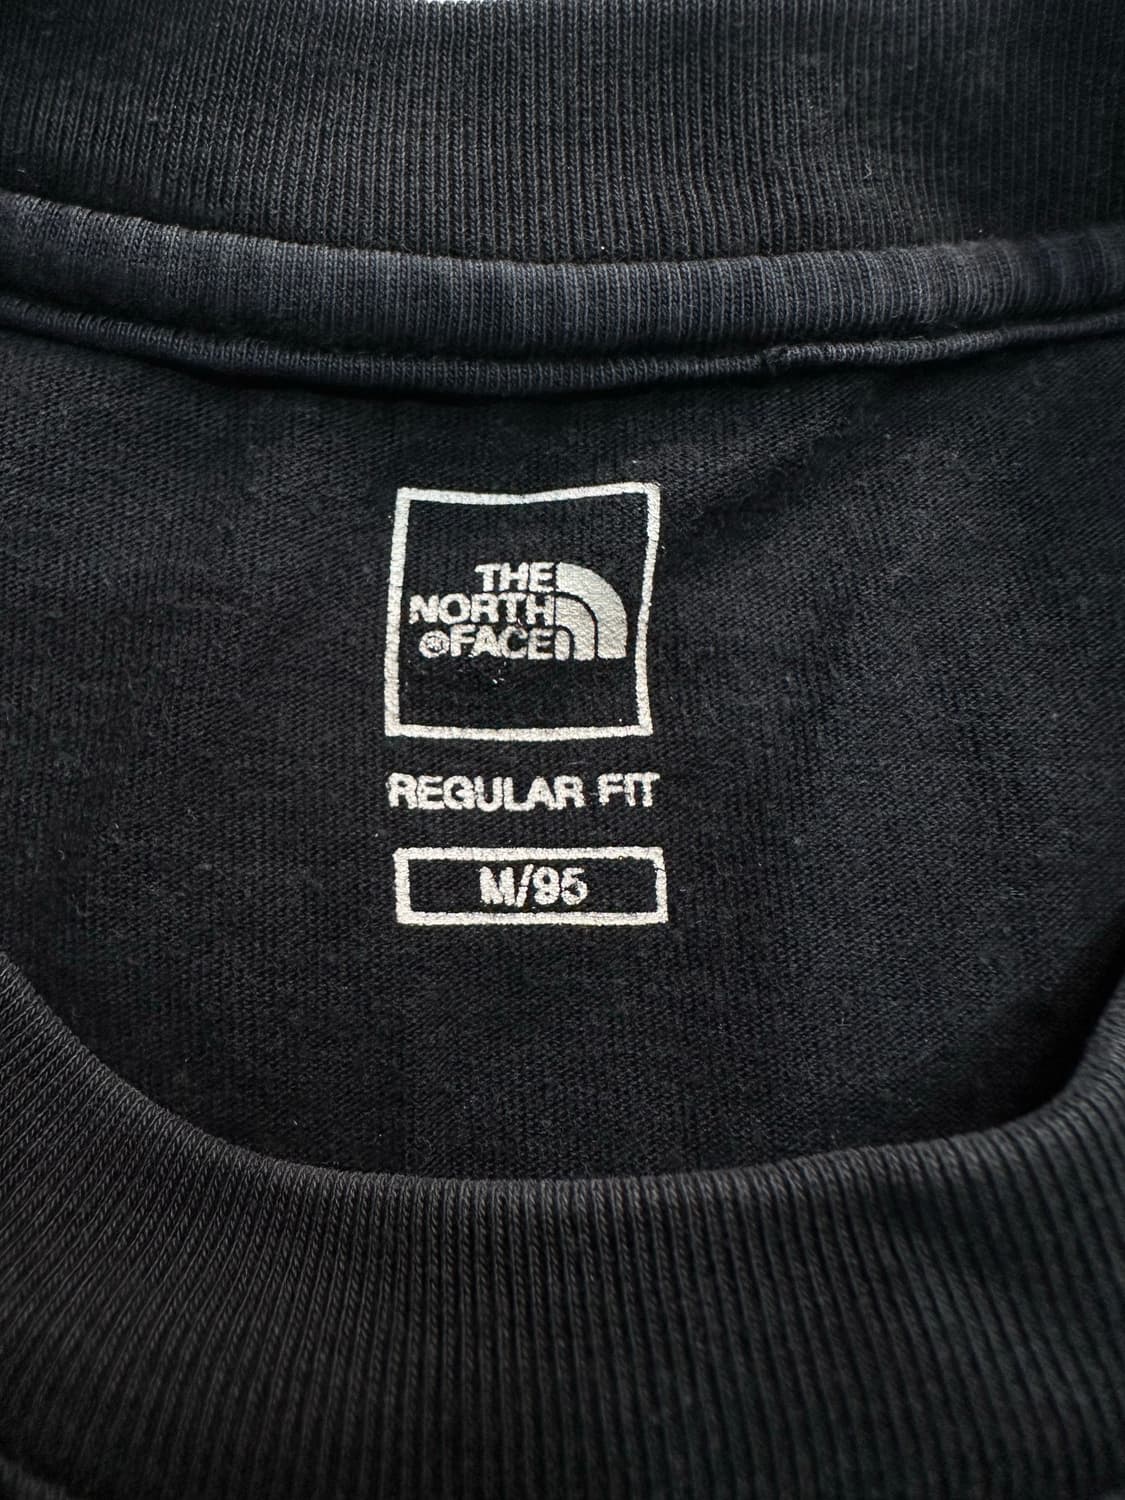 THE
NORTH
FACE
REGULAR FIT
M/95